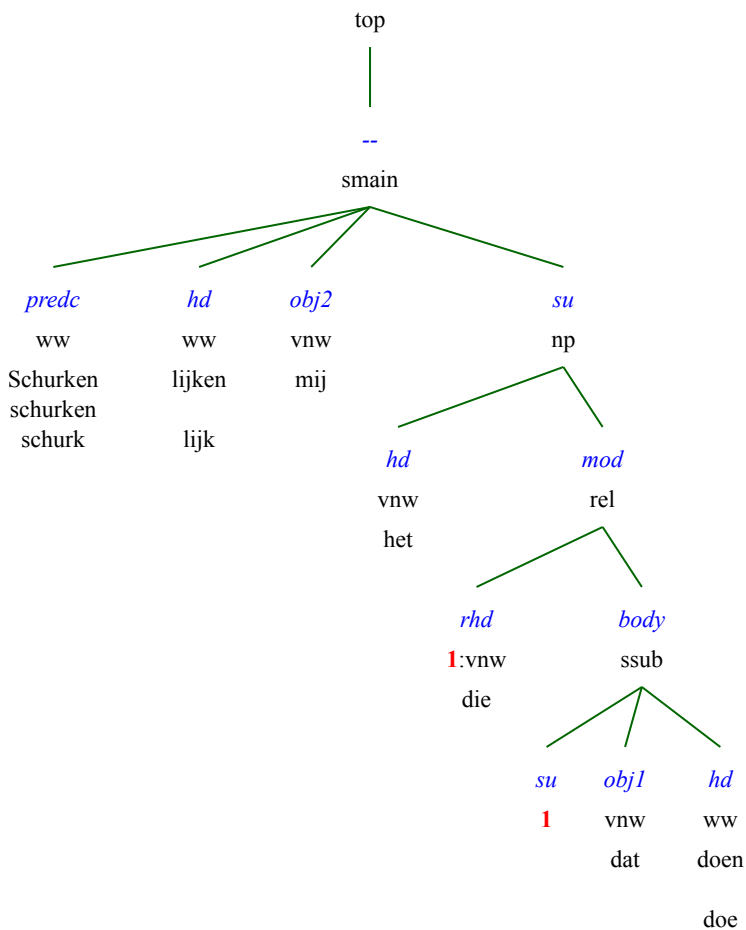 top
--
smain
predc hd obj2 su
ww ww vnw np
Schurken lijken mij
schurken
schurk lijk
hd mod
vnw rel
het
rhd body
1:vnw ssub
die
su obj1 hd
1 vnw ww
dat doen
doe